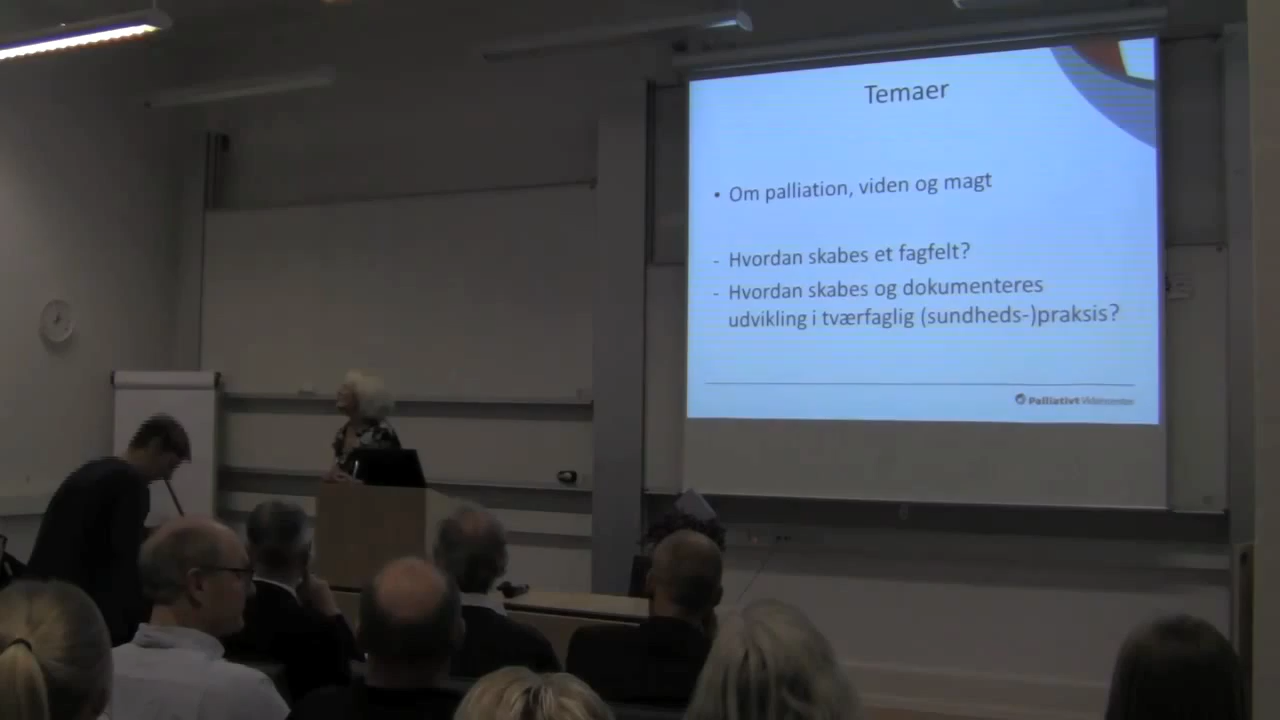 Temaer
• Om palliation, viden og magt
- Hvordan skabes et fagfelt?
- Hvordan skabes og dokumenteres
udvikling i tværfaglig (sundheds-)praksis?
Palliativt Videncenter